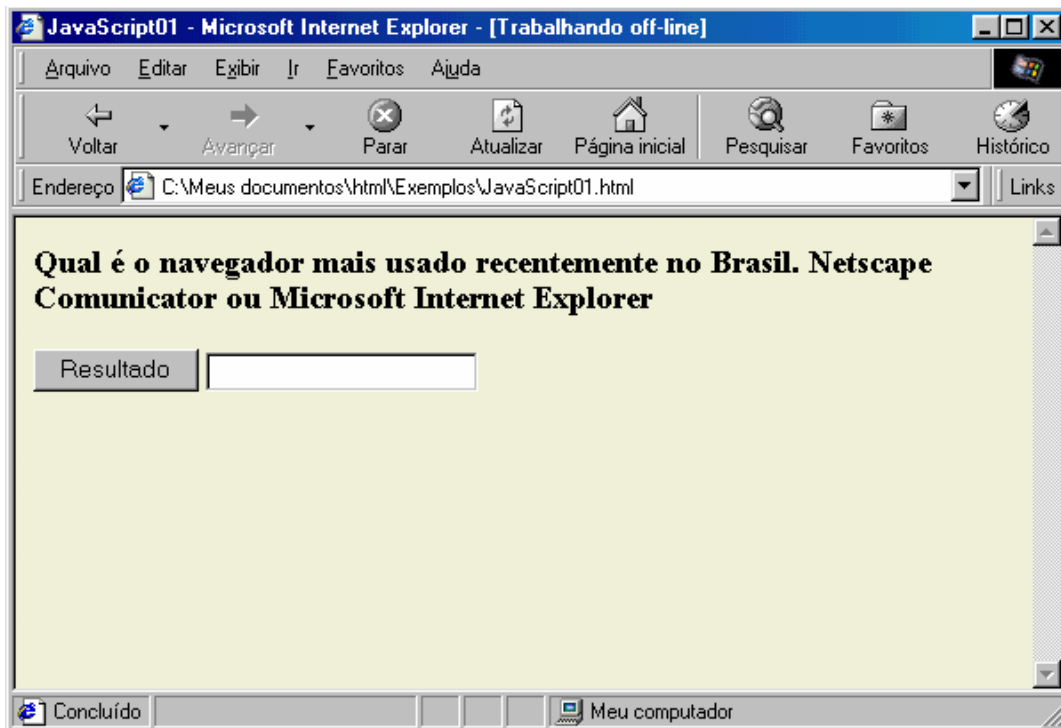 JavaScript01 - Microsoft Internet Explorer - [Trabalhando off-line]
Arquivo Editar Exibir Ir Favoritos Ajuda
Voltar Avançar Parar Atualizar Página inicial Pesquisar Favoritos Histórico
Endereço C:\Meus documentos\html\Exemplos\JavaScript01.html Links
Qual é o navegador mais usado recentemente no Brasil. Netscape
Comunicator ou Microsoft Internet Explorer
Resultado
Concluído Meu computador